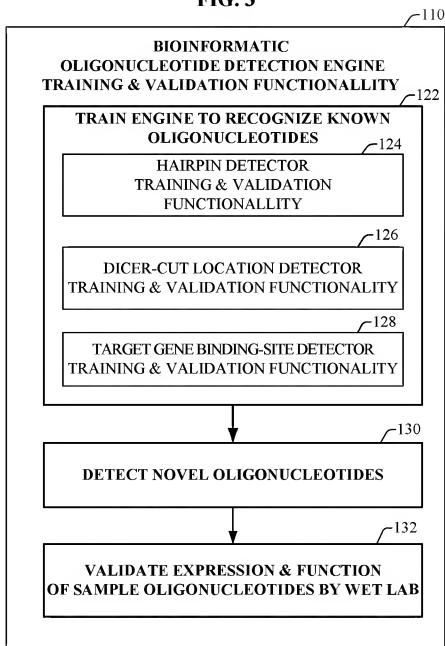 FIG. 3
110
BIOINFORMATIC
OLIGONUCLEOTIDE DETECTION ENGINE
TRAINING & VALIDATION FUNCTIONALLITY
122
TRAIN ENGINE TO RECOGNIZE KNOWN
OLIGONUCLEOTIDES
124
HAIRPIN DETECTOR
TRAINING & VALIDATION
FUNCTIONALLITY
126
DICER-CUT LOCATION DETECTOR
TRAINING & VALIDATION FUNCTIONALITY
128
TARGET GENE BINDING-SITE DETECTOR
TRAINING & VALIDATION FUNCTIONALITY
130
DETECT NOVEL OLIGONUCLEOTIDES
132
VALIDATE EXPRESSION & FUNCTION
OF SAMPLE OLIGONUCLEOTIDES BY WET LAB